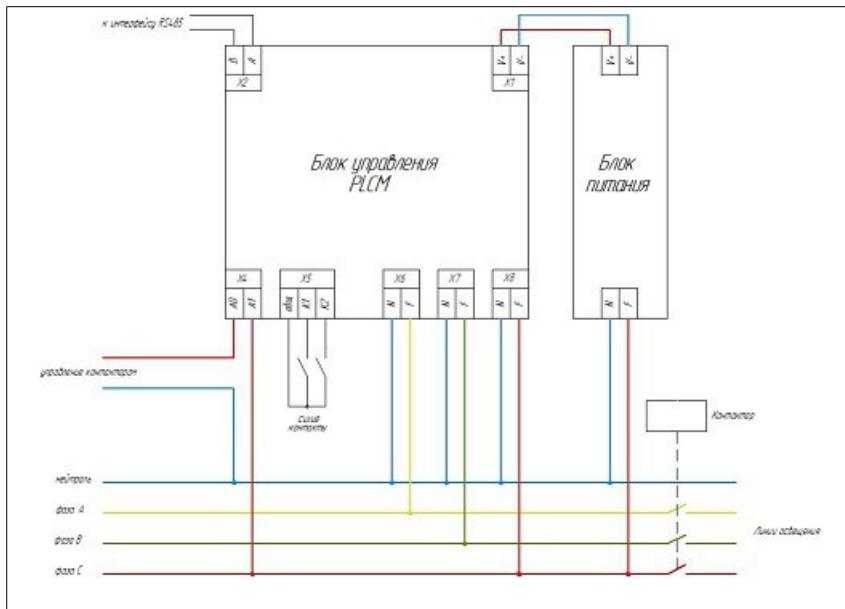 к интерфейсу RS485
B A
X2
V+ V-
X1
V+ V-
Блок управления
PLCM
Блок
питания
X4
X5
X6
X7
X8
A0 A1
общ K1 K2
N F
N F
N F
N F
управление контактором
сухие
контакты
Контактор
нейтраль
фаза A
фаза B
фаза C
Линии освещения